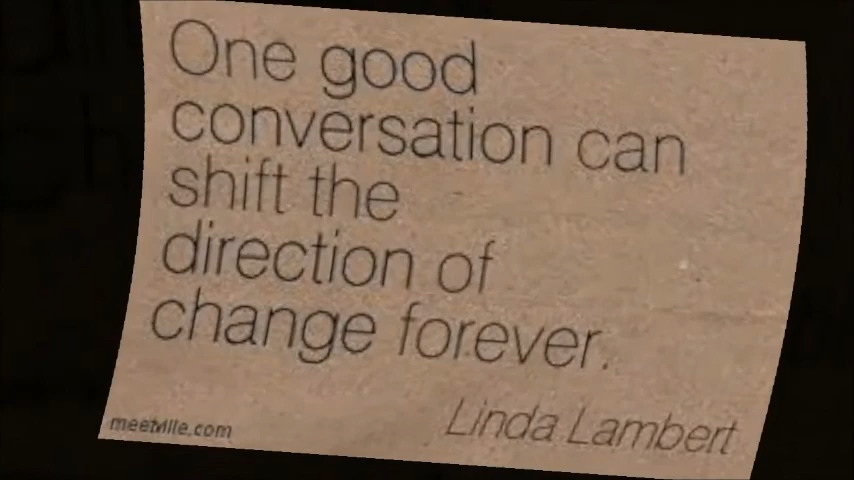 One good
conversation can
shift the
direction of
change forever.
Linda Lambert
meetville.com